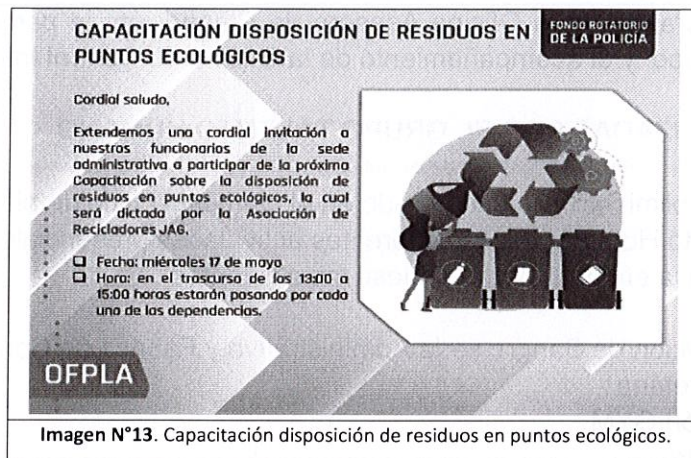 CAPACITACIÓN DISPOSICIÓN DE RESIDUOS EN
PUNTOS ECOLÓGICOS
FONDO ROTATORIO
DE LA POLICÍA
Cordial saludo,
Extendemos una cordial invitación a
nuestros funcionarios de la sede
administrativa a participar de la próxima
Capacitación sobre la disposición de
residuos en puntos ecológicos, la cual
será dictada por la Asociación de
Recicladores JAG.
☐ Fecha: miércoles 17 de mayo
☐ Hora: en el trascurso de las 13:00 a
15:00 horas estarán pasando por cada
una de las dependencias.
OFPLA
Imagen N°13. Capacitación disposición de residuos en puntos ecológicos.